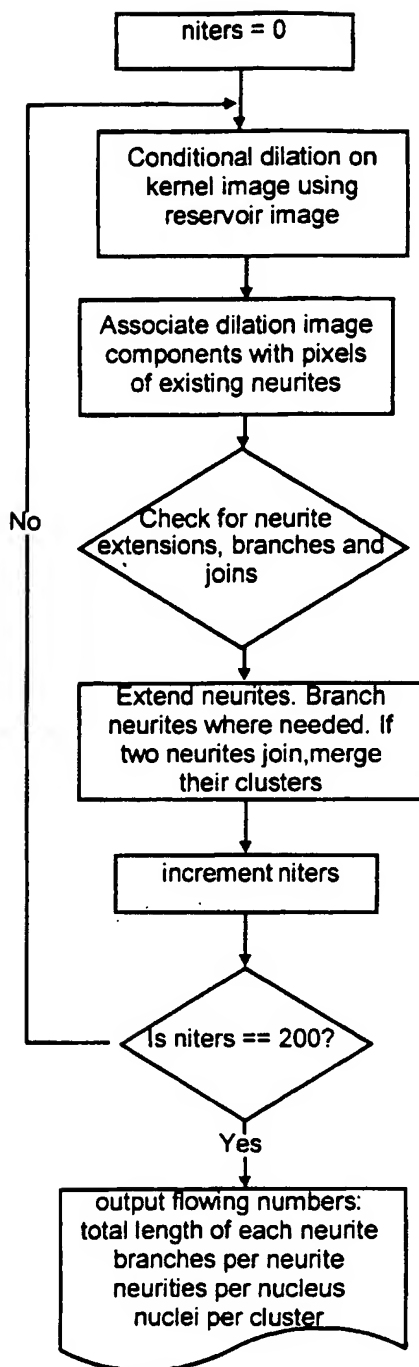 niters = 0
Conditional dilation on
kernel image using
reservoir image
Associate dilation image
components with pixels
of existing neurites
No
Check for neurite
extensions, branches and
joins
Extend neurites. Branch
neurites where needed. If
two neurites join,merge
their clusters
increment niters
Is niters == 200?
Yes
output flowing numbers:
total length of each neurite
branches per neurite
neurities per nucleus
nuclei per cluster